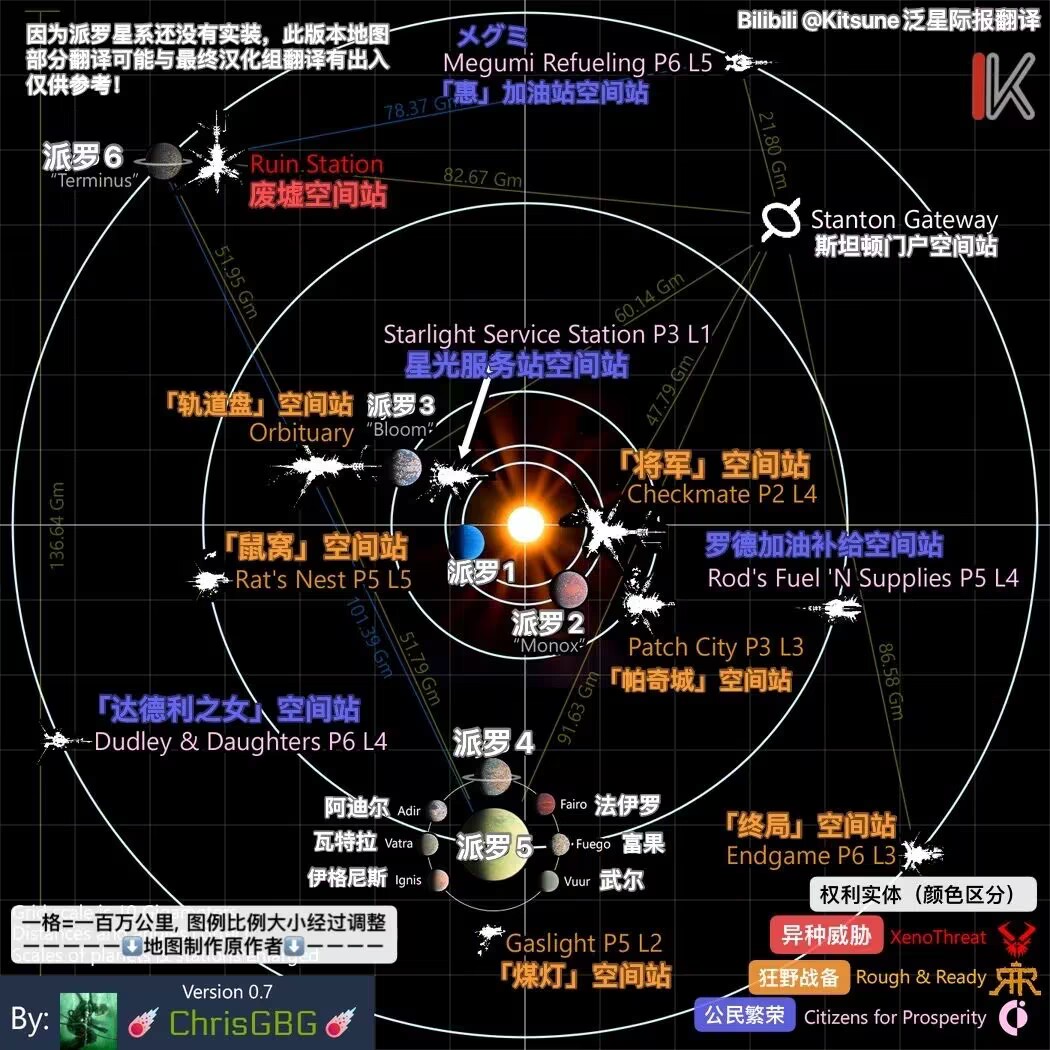 因为派罗星系还没有实装，此版本地图
部分翻译可能与最终汉化组翻译有出入
仅供参考！
Bilibili @Kitsune泛星际报翻译
メグミ
Megumi Refueling P6 L5
「惠」加油站空间站
78.37 Gm
21.80 Gm
派罗6
"Terminus"
Ruin Station
废墟空间站
82.67 Gm
Stanton Gateway
斯坦顿门户空间站
51.95 Gm
60.14 Gm
Starlight Service Station P3 L1
星光服务站空间站
47.79 Gm
「轨道盘」空间站
Orbituary
派罗3
"Bloom"
「将军」空间站
Checkmate P2 L4
136.64 Gm
「鼠窝」空间站
Rat's Nest P5 L5
派罗1
罗德加油补给空间站
Rod's Fuel 'N Supplies P5 L4
派罗2
"Monox"
101.39 Gm
51.79 Gm
Patch City P3 L3
「帕奇城」空间站
91.63 Gm
86.58 Gm
「达德利之女」空间站
Dudley & Daughters P6 L4
派罗4
阿迪尔 Adir
Fairo 法伊罗
瓦特拉 Vatra
派罗5
Fuego 富果
伊格尼斯 Ignis
Vuur 武尔
「终局」空间站
Endgame P6 L3
Gaslight P5 L2
「煤灯」空间站
权利实体（颜色区分）
异种威胁 XenoThreat
狂野战备 Rough & Ready
公民繁荣 Citizens for Prosperity
一格=一百万公里, 图例比例大小经过调整
————⬇️地图制作原作者⬇️————
Version 0.7
By: ChrisGBG